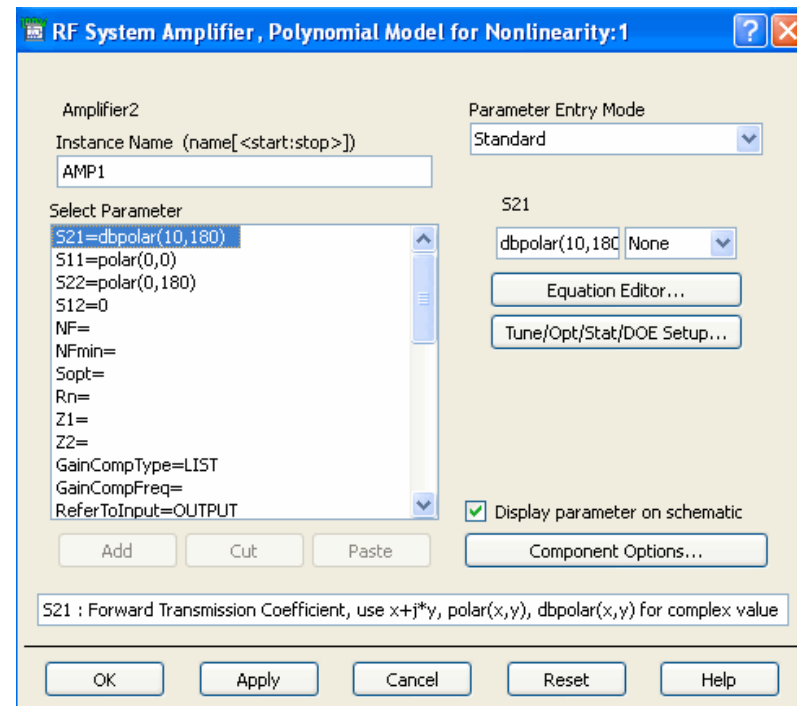 RF System Amplifier, Polynomial Model for Nonlinearity:1
Amplifier2
Instance Name (name[<start:stop>])
AMP1
Select Parameter
S21=dbpolar(10,180)
S11=polar(0,0)
S22=polar(0,180)
S12=0
NF=
NFmin=
Sopt=
Rn=
Z1=
Z2=
GainCompType=LIST
GainCompFreq=
ReferToInput=OUTPUT
Add Cut Paste
Parameter Entry Mode
Standard
S21
dbpolar(10,180 None
Equation Editor...
Tune/Opt/Stat/DOE Setup...
Display parameter on schematic
Component Options...
S21 : Forward Transmission Coefficient, use x+j*y, polar(x,y), dbpolar(x,y) for complex value
OK Apply Cancel Reset Help